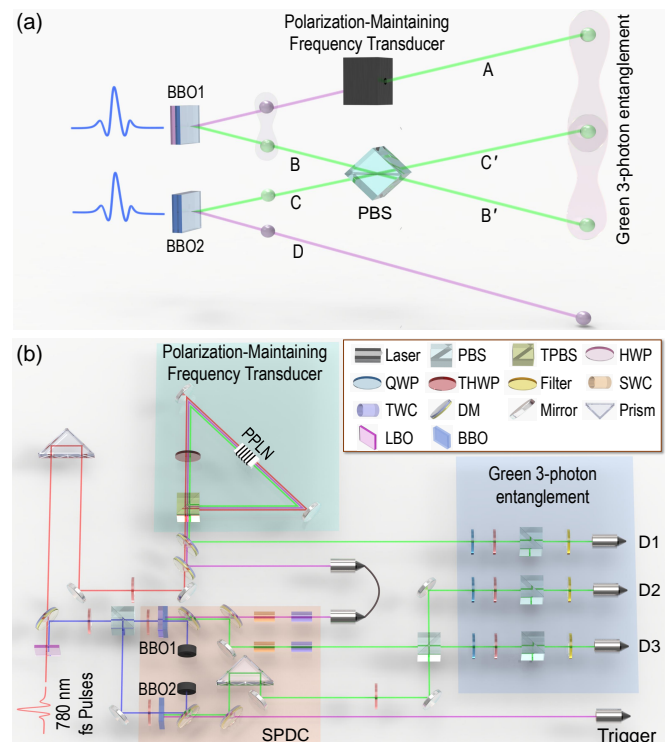 (a)
Polarization-Maintaining
Frequency Transducer
A
BBO1
B
C
C′
PBS
B′
BBO2
D
Green 3-photon entanglement
(b)
Polarization-Maintaining
Frequency Transducer
PPLN
Laser PBS TPBS HWP
QWP THWP Filter SWC
TWC DM Mirror Prism
LBO BBO
Green 3-photon
entanglement
D1
D2
D3
BBO1
BBO2
780 nm
fs Pulses
SPDC
Trigger